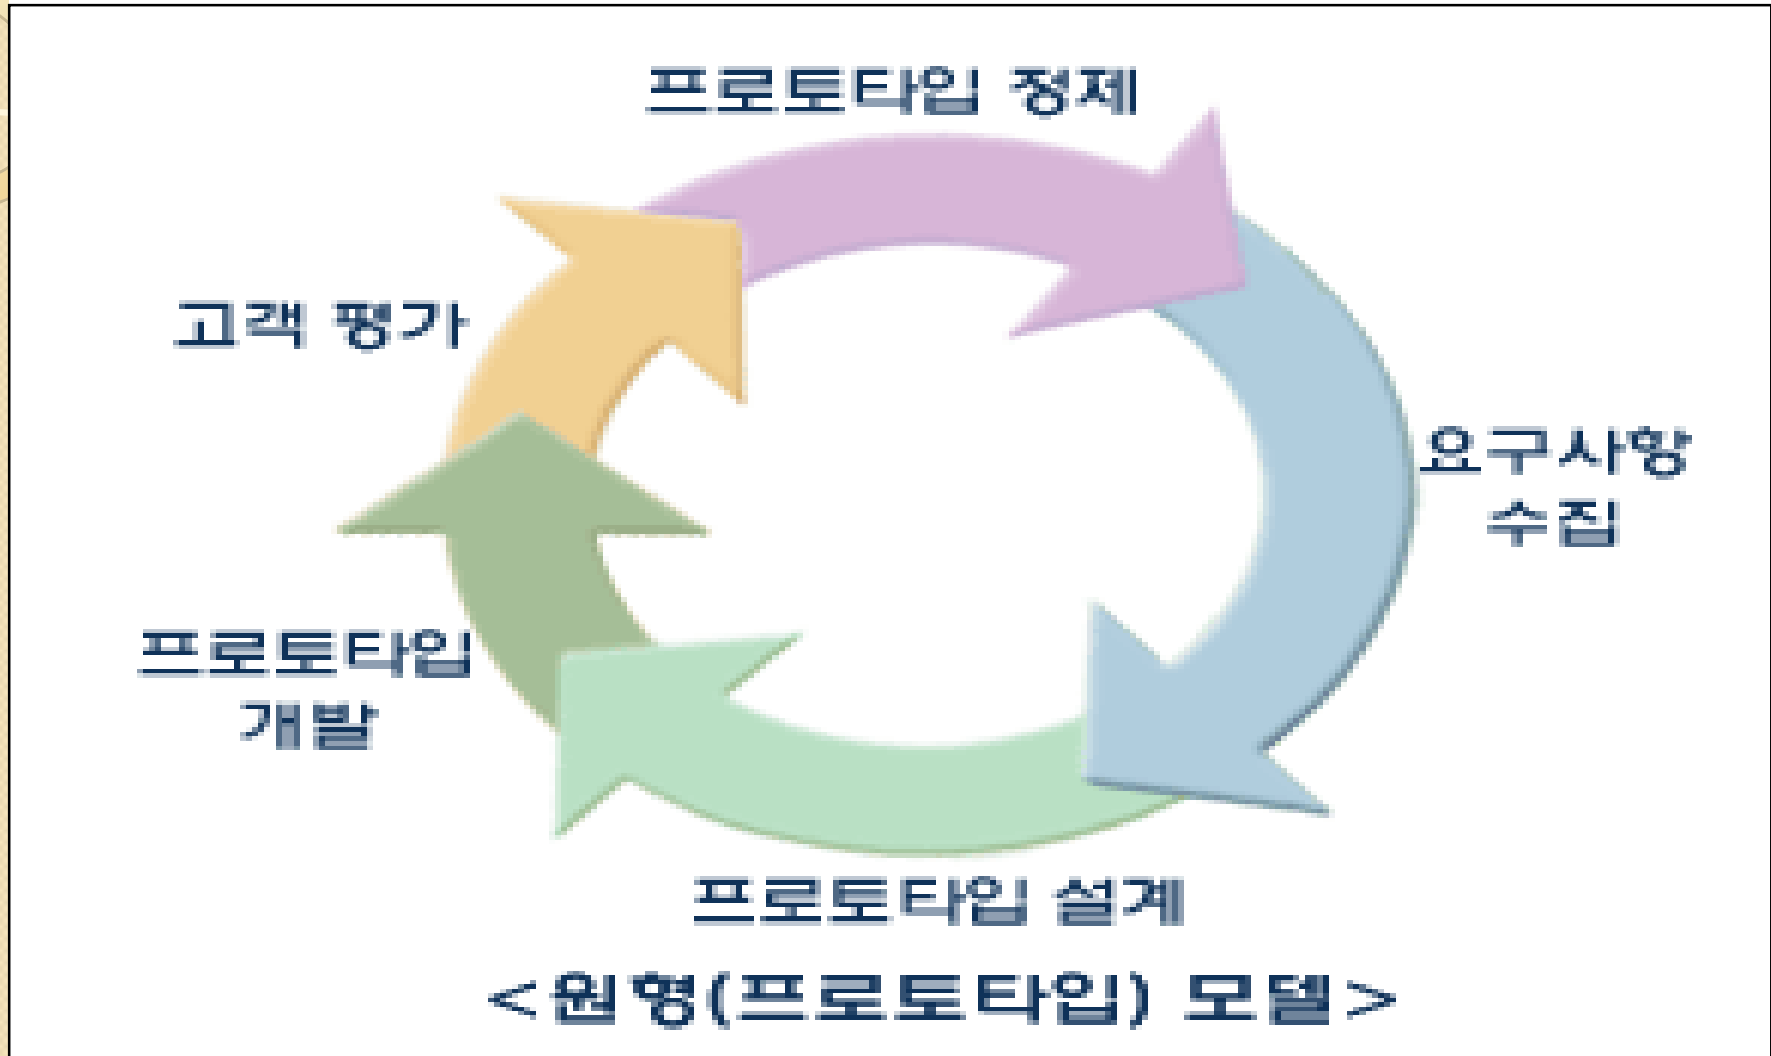 프로토타입 정제
고객 평가
요구사항
수집
프로토타입
개발
프로토타입 설계
<원형(프로토타입) 모델>